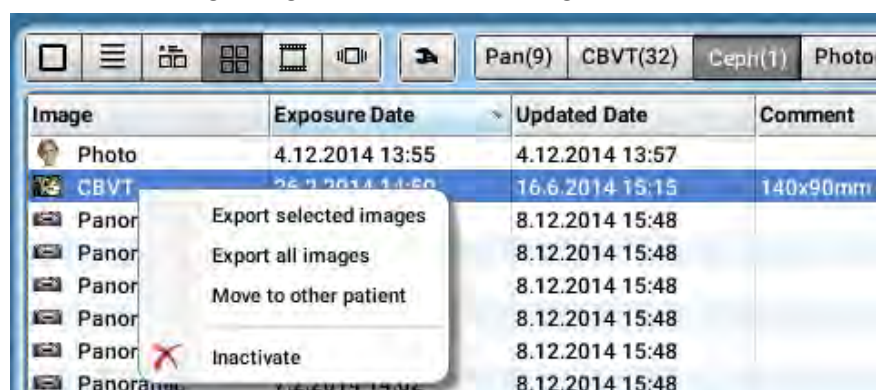 Pan(9) CBVT(32) Ceph(1) Photo
Image Exposure Date Updated Date Comment
Photo 4.12.2014 13:55 4.12.2014 13:57
CBVT 16.6.2014 15:15 140x90mm
Export selected images
Panor 8.12.2014 15:48
Export all images
Panor 8.12.2014 15:48
Panor 8.12.2014 15:48
Move to other patient
Panor 8.12.2014 15:48
Panor 8.12.2014 15:48
Inactivate
Panoramic 8.12.2014 15:48